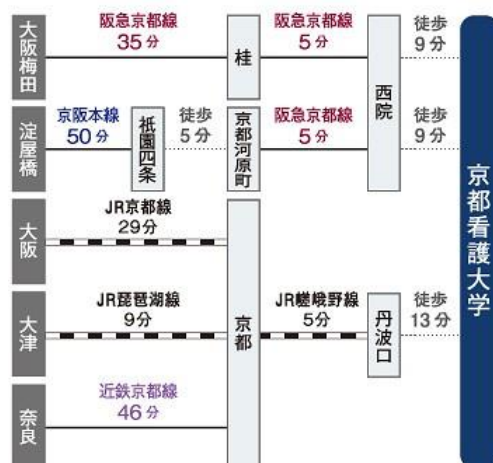 大阪梅田
阪急京都線
35分
桂
阪急京都線
5分
西院
徒歩
9分
淀屋橋
京阪本線
50分
祇園四条
徒歩
5分
京都河原町
阪急京都線
5分
徒歩
9分
大阪
JR京都線
29分
京都
大津
JR琵琶湖線
9分
JR嵯峨野線
5分
丹波口
徒歩
13分
奈良
近鉄京都線
46分
京都看護大学